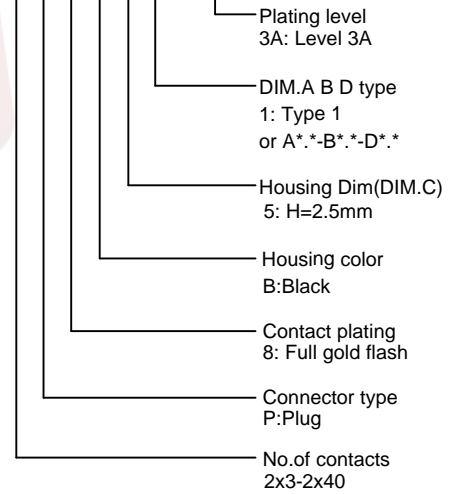 Plating level
3A: Level 3A
DIM.A B D type
1: Type 1
or A*.*-B*.*-D*.*
Housing Dim(DIM.C)
5: H=2.5mm
Housing color
B:Black
Contact plating
8: Full gold flash
Connector type
P:Plug
No.of contacts
2x3-2x40